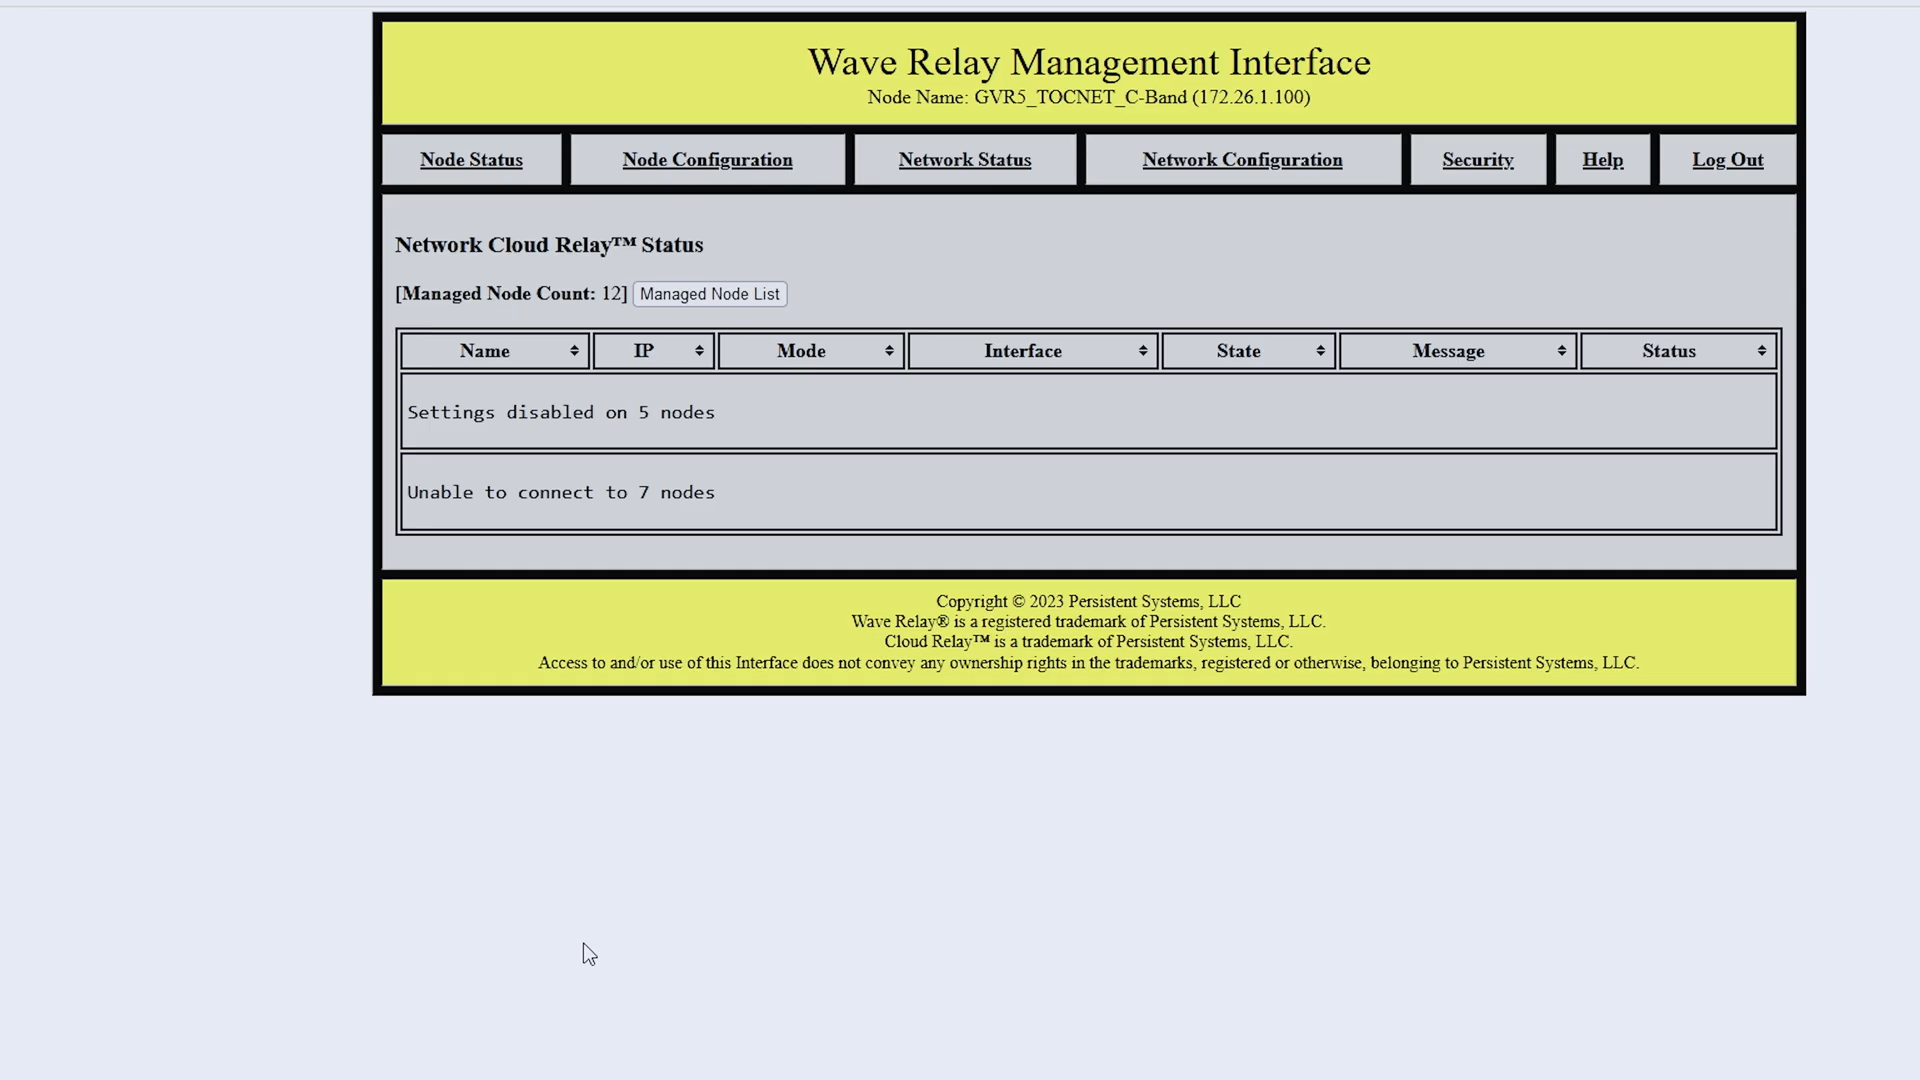 Wave Relay Management Interface
Node Name: GVR5_TOCNET_C-Band (172.26.1.100)
Node Status Node Configuration Network Status Network Configuration Security Help Log Out
Network Cloud Relay™ Status
[Managed Node Count: 12] Managed Node List
Name IP Mode Interface State Message Status
Settings disabled on 5 nodes
Unable to connect to 7 nodes
Copyright © 2023 Persistent Systems, LLC
Wave Relay® is a registered trademark of Persistent Systems, LLC.
Cloud Relay™ is a trademark of Persistent Systems, LLC.
Access to and/or use of this Interface does not convey any ownership rights in the trademarks, registered or otherwise, belonging to Persistent Systems, LLC.